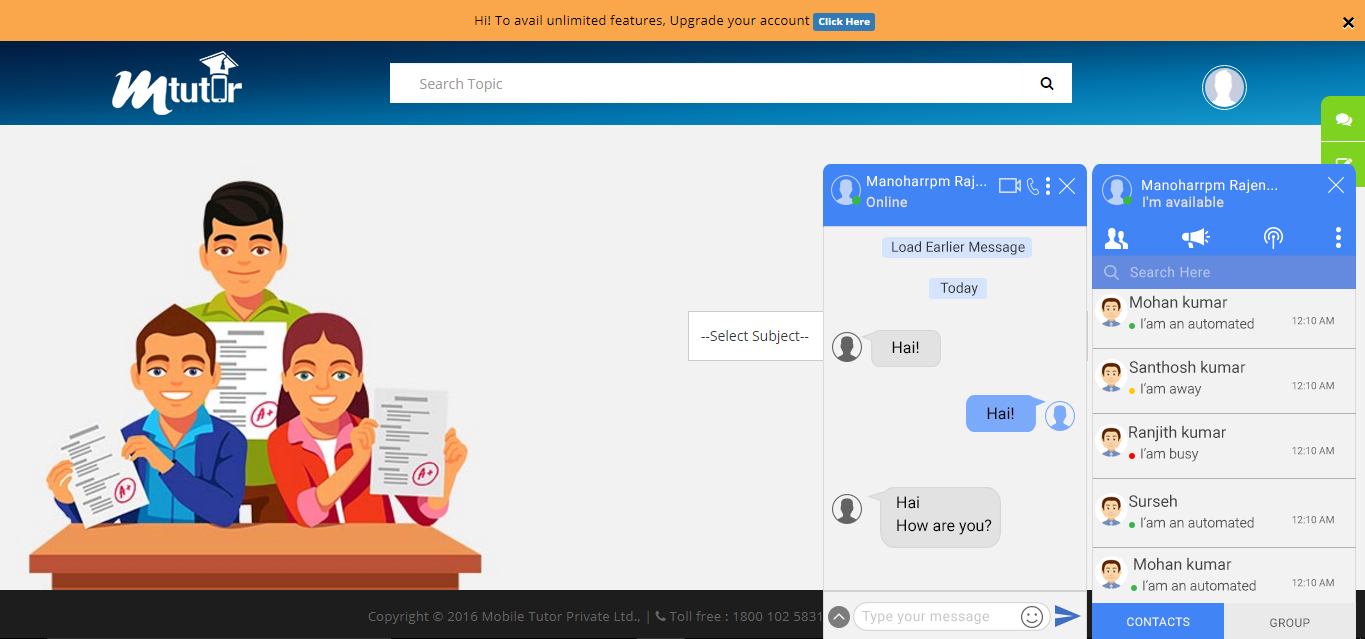 Hi! To avail unlimited features, Upgrade your account Click Here
Mtutor
Search Topic
--Select Subject--
Manoharrpm Raj...
Online
Load Earlier Message
Today
Hai!
Hai!
Hai
How are you?
Type your message
Manoharrpm Rajen...
I'm available
Search Here
Mohan kumar
I'am an automated 12:10 AM
Santhosh kumar
I'am away 12:10 AM
Ranjith kumar
I'am busy 12:10 AM
Surseh
I'am an automated 12:10 AM
Mohan kumar
I'am an automated 12:10 AM
CONTACTS GROUP
A+
A+
A+
Copyright © 2016 Mobile Tutor Private Ltd., | Toll free : 1800 102 5831